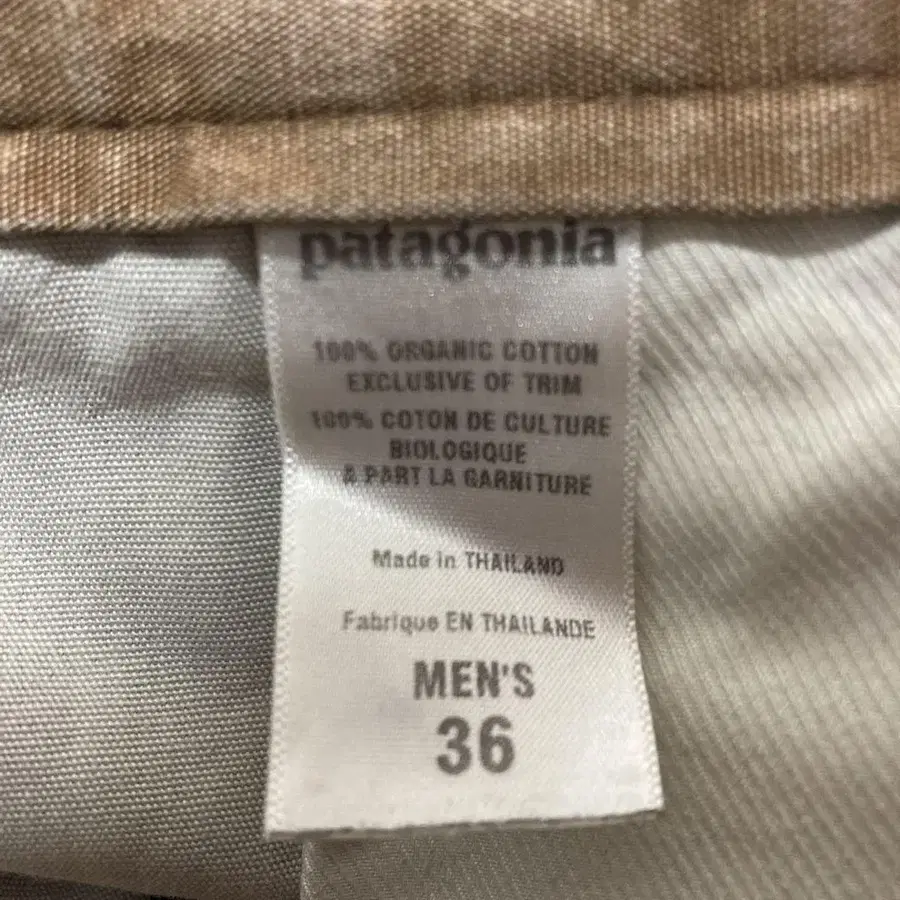 patagonia
100% ORGANIC COTTON
EXCLUSIVE OF TRIM
100% COTON DE CULTURE
BIOLOGIQUE
A PART LA GARNITURE
Made in THAILAND
Fabrique EN THAILANDE
MEN'S
36